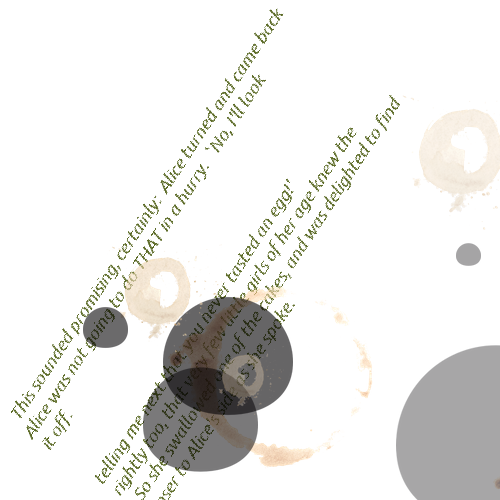 This sounded promising, certainly: Alice turned and came back
Alice was not going to do THAT in a hurry. `No, I'll look
it off.
telling me next that you never tasted an egg!'
rightly too, that very few little girls of her age knew the
So she swallowed one of the cakes, and was delighted to find
ser to Alice's side as she spoke.